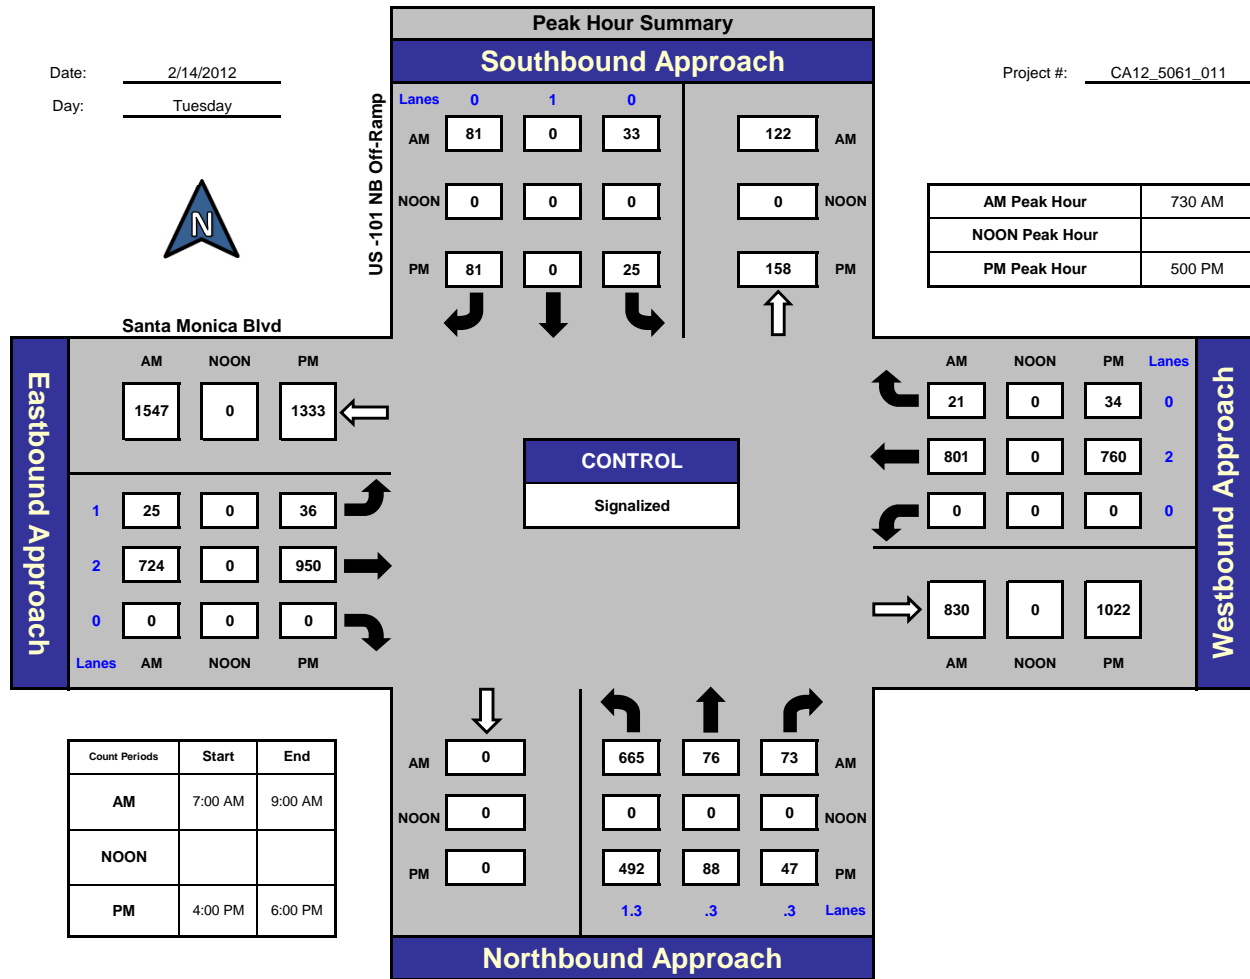 Peak Hour Summary
Southbound Approach
Date: 2/14/2012
Day: Tuesday
Project #: CA12_5061_011
US -101 NB Off-Ramp
Lanes 0 1 0
AM 81 0 33 122 AM
NOON 0 0 0 0 NOON
PM 81 0 25 158 PM
N
AM Peak Hour 730 AM
NOON Peak Hour
PM Peak Hour 500 PM
Santa Monica Blvd
Eastbound Approach
AM NOON PM
1547 0 1333
1 25 0 36
2 724 0 950
0 0 0 0
Lanes AM NOON PM
CONTROL
Signalized
AM NOON PM Lanes
21 0 34 0
801 0 760 2
0 0 0 0
830 0 1022
AM NOON PM
Westbound Approach
Count Periods Start End
AM 7:00 AM 9:00 AM
NOON
PM 4:00 PM 6:00 PM
AM 0 665 76 73 AM
NOON 0 0 0 0 NOON
PM 0 492 88 47 PM
1.3 .3 .3 Lanes
Northbound Approach